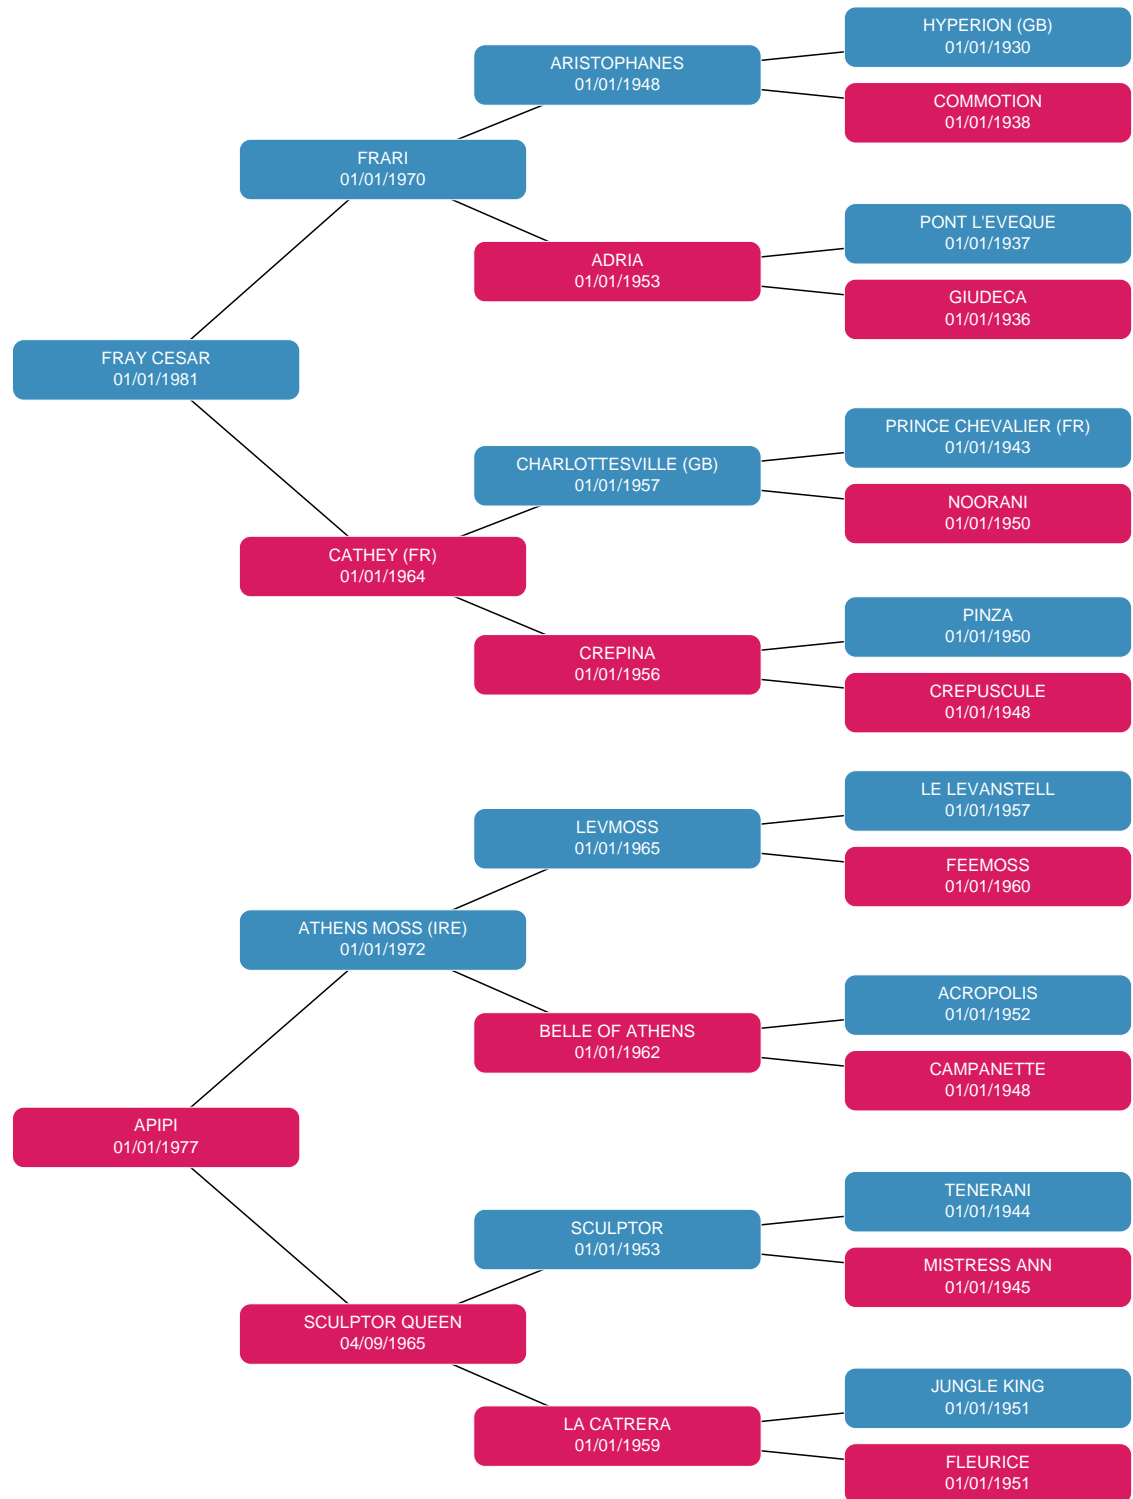 HYPERION (GB)
01/01/1930
ARISTOPHANES
01/01/1948
COMMOTION
01/01/1938
FRARI
01/01/1970
PONT L'EVEQUE
01/01/1937
ADRIA
01/01/1953
GIUDECA
01/01/1936
FRAY CESAR
01/01/1981
PRINCE CHEVALIER (FR)
01/01/1943
CHARLOTTESVILLE (GB)
01/01/1957
NOORANI
01/01/1950
CATHEY (FR)
01/01/1964
PINZA
01/01/1950
CREPINA
01/01/1956
CREPUSCULE
01/01/1948
LE LEVANSTELL
01/01/1957
LEVMOSS
01/01/1965
FEEMOSS
01/01/1960
ATHENS MOSS (IRE)
01/01/1972
ACROPOLIS
01/01/1952
BELLE OF ATHENS
01/01/1962
CAMPANETTE
01/01/1948
APIPI
01/01/1977
TENERANI
01/01/1944
SCULPTOR
01/01/1953
MISTRESS ANN
01/01/1945
SCULPTOR QUEEN
04/09/1965
JUNGLE KING
01/01/1951
LA CATRERA
01/01/1959
FLEURICE
01/01/1951